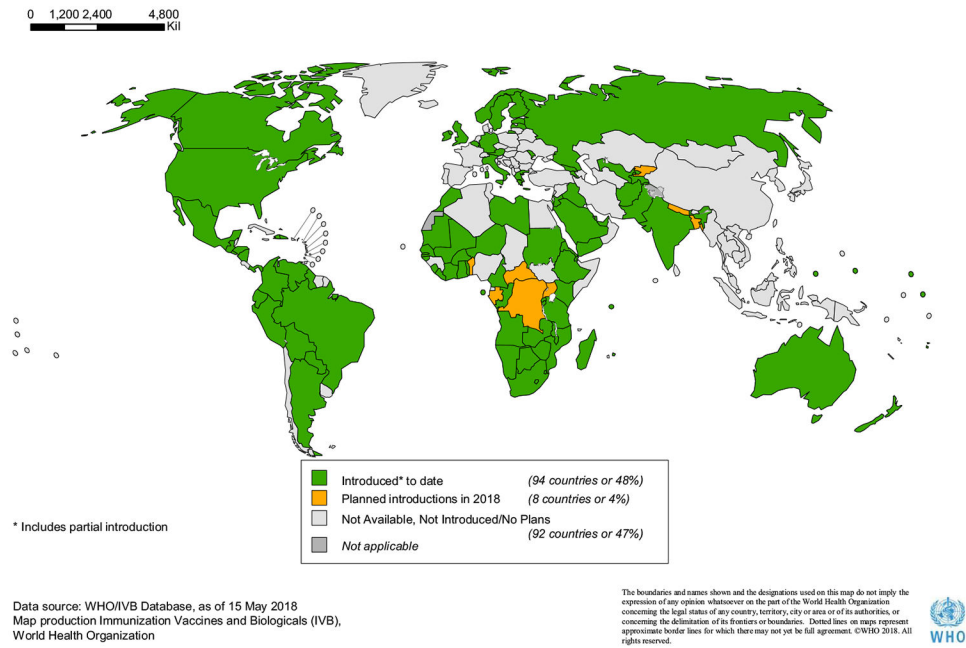 0 1,200 2,400 4,800
Kil
Introduced* to date (94 countries or 48%)
Planned introductions in 2018 (8 countries or 4%)
Not Available, Not Introduced/No Plans
(92 countries or 47%)
Not applicable
* Includes partial introduction
Data source: WHO/IVB Database, as of 15 May 2018
Map production Immunization Vaccines and Biologicals (IVB),
World Health Organization
The boundaries and names shown and the designations used on this map do not imply the
expression of any opinion whatsoever on the part of the World Health Organization
concerning the legal status of any country, territory, city or area or of its authorities, or
concerning the delimitation of its frontiers or boundaries. Dotted lines on maps represent
approximate border lines for which there may not yet be full agreement. ©WHO 2018. All
rights reserved.
WHO